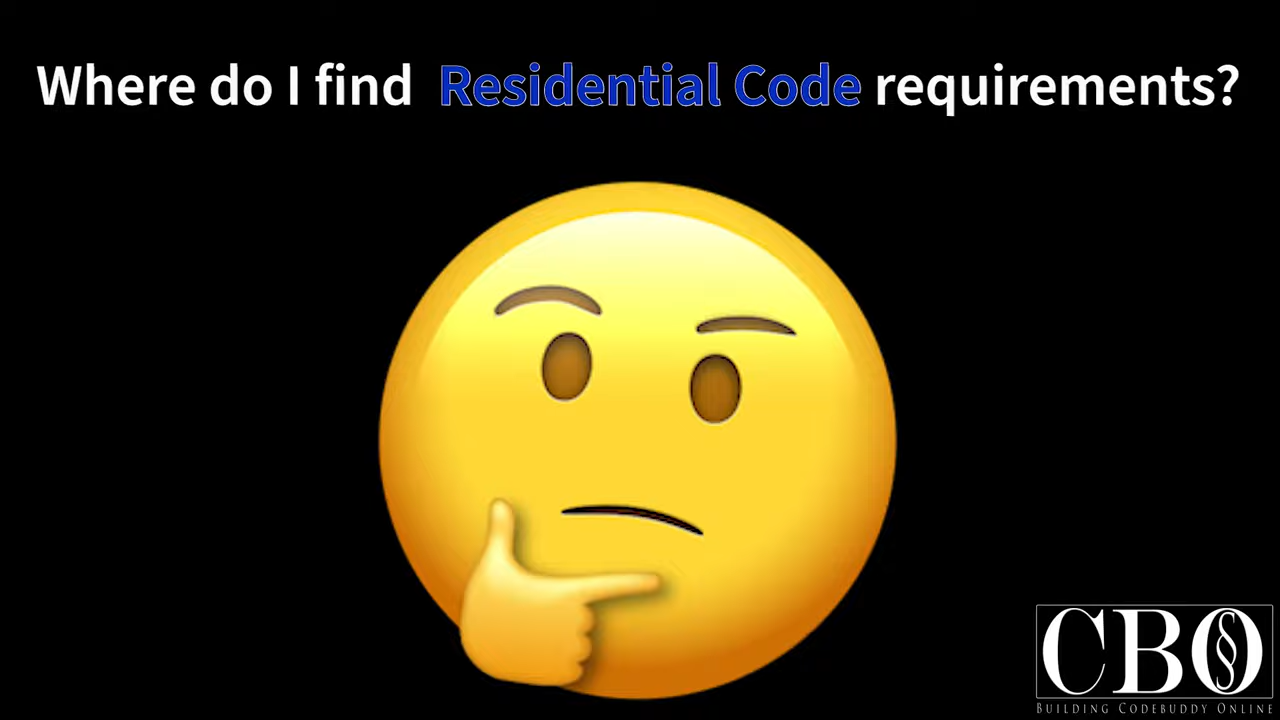 Where do I find Residential Code requirements?
CBO
Building Codebuddy Online